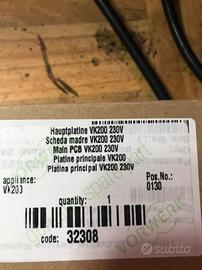 Hauptplatine VK200 230V
Scheda madre VK200 230V
Main PCB VK200 230V
Platine principale VK200
Platina principal VK200 230V
appliance: Pos.No.:
VK200 0130
quantity: 1
code: 32308
vorwerk
subito